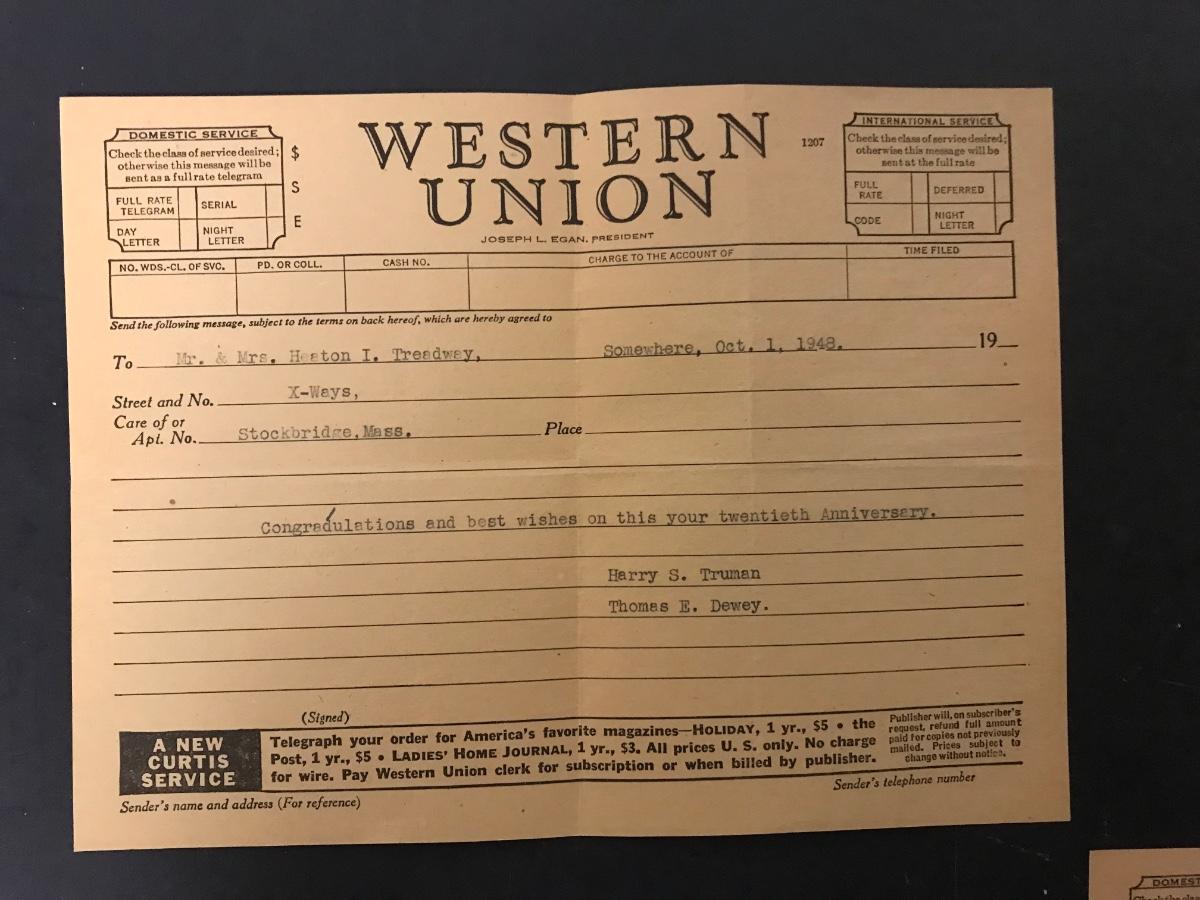 DOMESTIC SERVICE
Check the class of service desired;
otherwise this message will be
sent as a full rate telegram
FULL RATE TELEGRAM SERIAL
DAY LETTER NIGHT LETTER
$
S
E
WESTERN
UNION
1207
JOSEPH L. EGAN, PRESIDENT
INTERNATIONAL SERVICE
Check the class of service desired;
otherwise this message will be
sent at the full rate
FULL RATE DEFERRED
CODE NIGHT LETTER
NO. WDS.-CL. OF SVC. PD. OR COLL. CASH NO. CHARGE TO THE ACCOUNT OF TIME FILED
Send the following message, subject to the terms on back hereof, which are hereby agreed to
To Mr. & Mrs. Heaton I. Treadway, Somewhere, Oct. 1, 1948. 19
Street and No. X-Ways,
Care of or
Apt. No. Stockbridge,Mass. Place
Congradulations and best wishes on this your twentieth Anniversary.
Harry S. Truman
Thomas E. Dewey.
(Signed)
A NEW
CURTIS
SERVICE
Telegraph your order for America's favorite magazines—HOLIDAY, 1 yr., $5 • the
Post, 1 yr., $5 • LADIES' HOME JOURNAL, 1 yr., $3. All prices U. S. only. No charge
for wire. Pay Western Union clerk for subscription or when billed by publisher.
Publisher will, on subscriber's
request, refund full amount
paid for copies not previously
mailed. Prices subject to
change without notice.
Sender's name and address (For reference)
Sender's telephone number